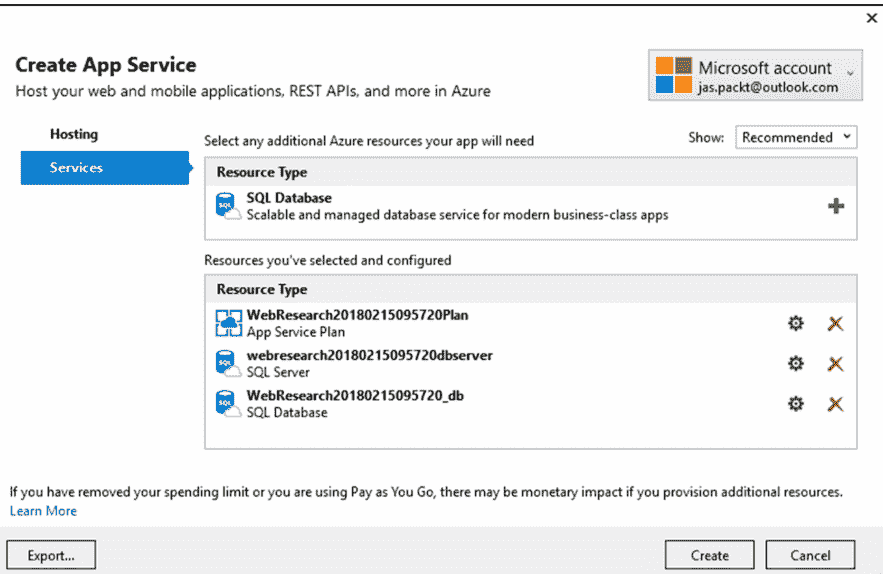 Create App Service
Host your web and mobile applications, REST APIs, and more in Azure
Microsoft account
jas.packt@outlook.com
Hosting
Services
Select any additional Azure resources your app will need
Show: Recommended
Resource Type
SQL Database
Scalable and managed database service for modern business-class apps
Resources you've selected and configured
Resource Type
WebResearch20180215095720Plan
App Service Plan
webresearch20180215095720dbserver
SQL Server
WebResearch20180215095720_db
SQL Database
If you have removed your spending limit or you are using Pay as You Go, there may be monetary impact if you provision additional resources.
Learn More
Export...
Create
Cancel